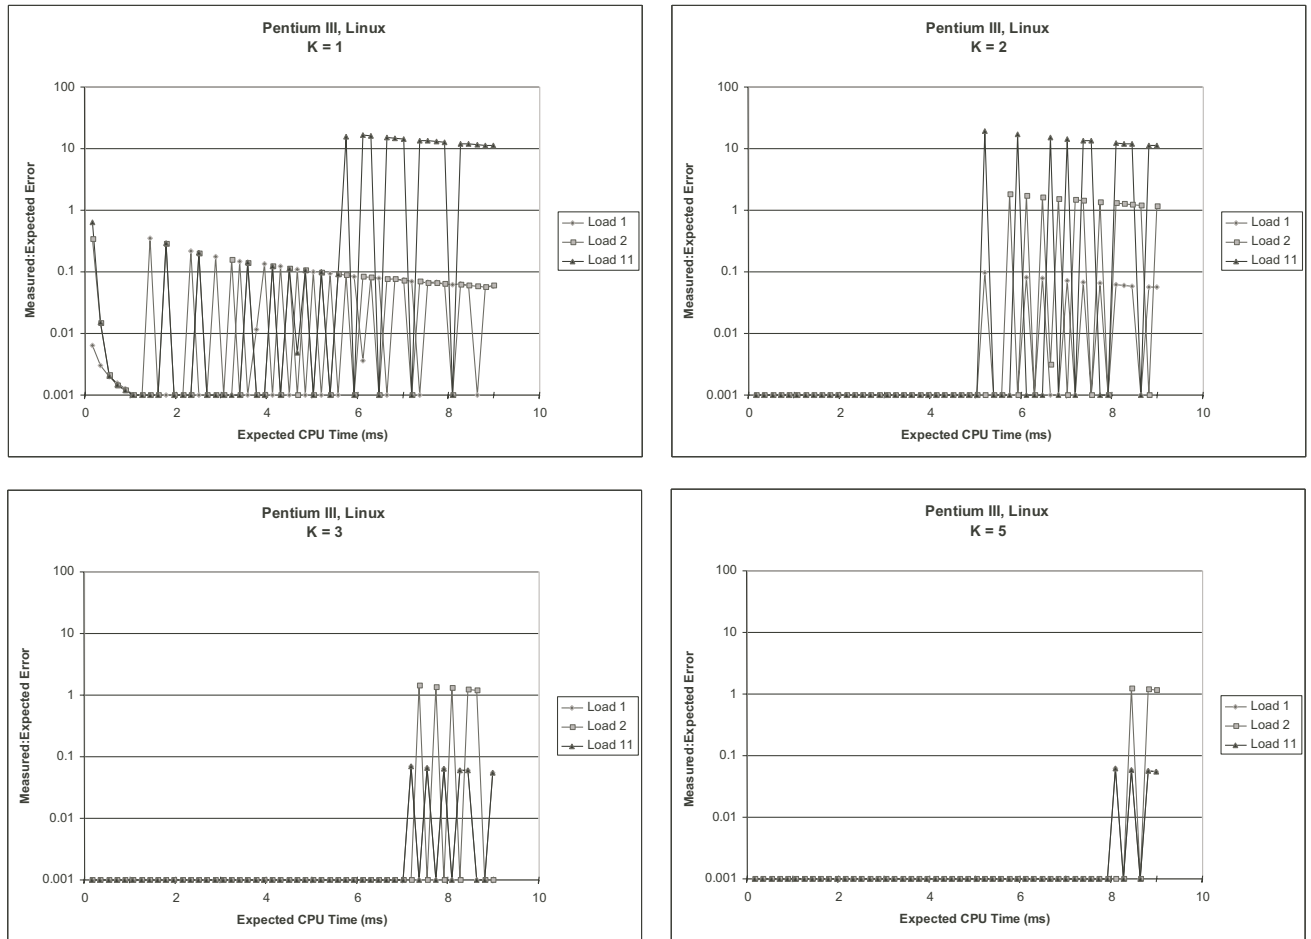 Pentium III, Linux
K = 1
100
10
1
0.1
0.01
0.001
0
2
4
6
8
10
Measured:Expected Error
Expected CPU Time (ms)
Load 1
Load 2
Load 11
Pentium III, Linux
K = 2
100
10
1
0.1
0.01
0.001
0
2
4
6
8
10
Measured:Expected Error
Expected CPU Time (ms)
Load 1
Load 2
Load 11
Pentium III, Linux
K = 3
100
10
1
0.1
0.01
0.001
0
2
4
6
8
10
Measured:Expected Error
Expected CPU Time (ms)
Load 1
Load 2
Load 11
Pentium III, Linux
K = 5
100
10
1
0.1
0.01
0.001
0
2
4
6
8
10
Measured:Expected Error
Expected CPU Time (ms)
Load 1
Load 2
Load 11